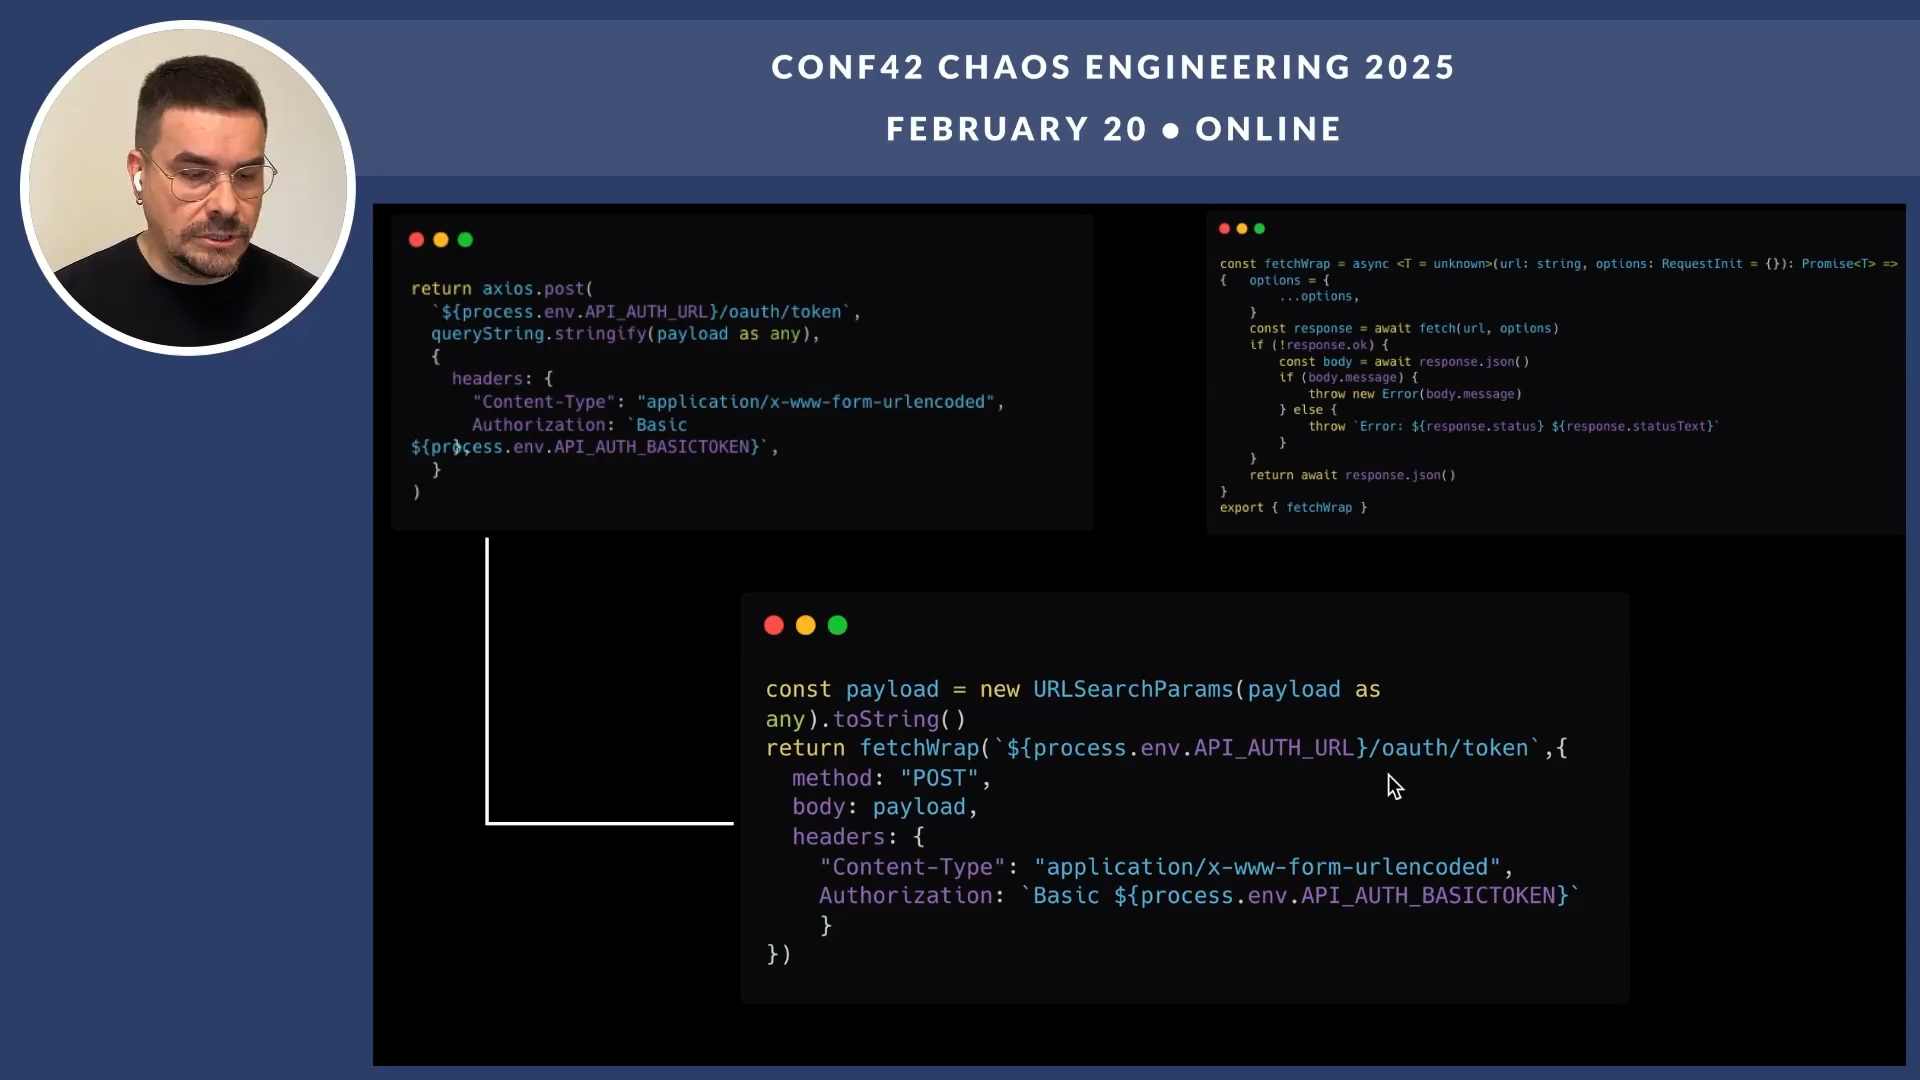 CONF42 CHAOS ENGINEERING 2025
FEBRUARY 20 ● ONLINE
return axios.post(
`${process.env.API_AUTH_URL}/oauth/token`,
queryString.stringify(payload as any),
{
headers: {
"Content-Type": "application/x-www-form-urlencoded",
Authorization: `Basic
${process.env.API_AUTH_BASICTOKEN}`,
},
}
)
const fetchWrap = async <T = unknown>(url: string, options: RequestInit = {}): Promise<T> =>
{   options = {
...options,
}
const response = await fetch(url, options)
if (!response.ok) {
const body = await response.json()
if (body.message) {
throw new Error(body.message)
} else {
throw `Error: ${response.status} ${response.statusText}`
}
}
return await response.json()
}
export { fetchWrap }
const payload = new URLSearchParams(payload as
any).toString()
return fetchWrap(`${process.env.API_AUTH_URL}/oauth/token`,{
method: "POST",
body: payload,
headers: {
"Content-Type": "application/x-www-form-urlencoded",
Authorization: `Basic ${process.env.API_AUTH_BASICTOKEN}`
}
})